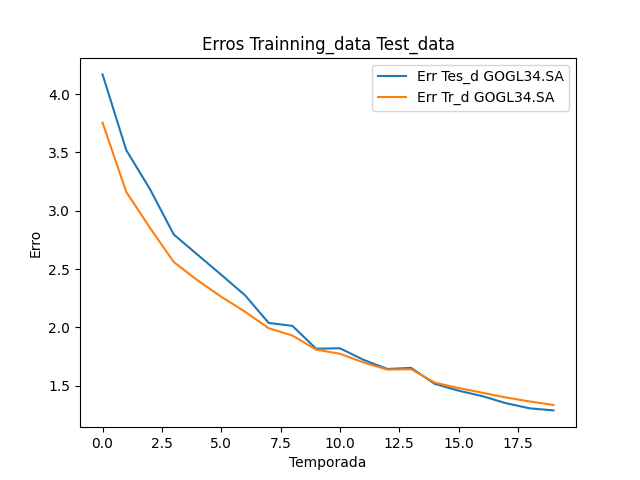 Erros Trainning_data Test_data
Err Tes_d GOGL34.SA
Err Tr_d GOGL34.SA
Erro
4.0
3.5
3.0
2.5
2.0
1.5
0.0 2.5 5.0 7.5 10.0 12.5 15.0 17.5
Temporada